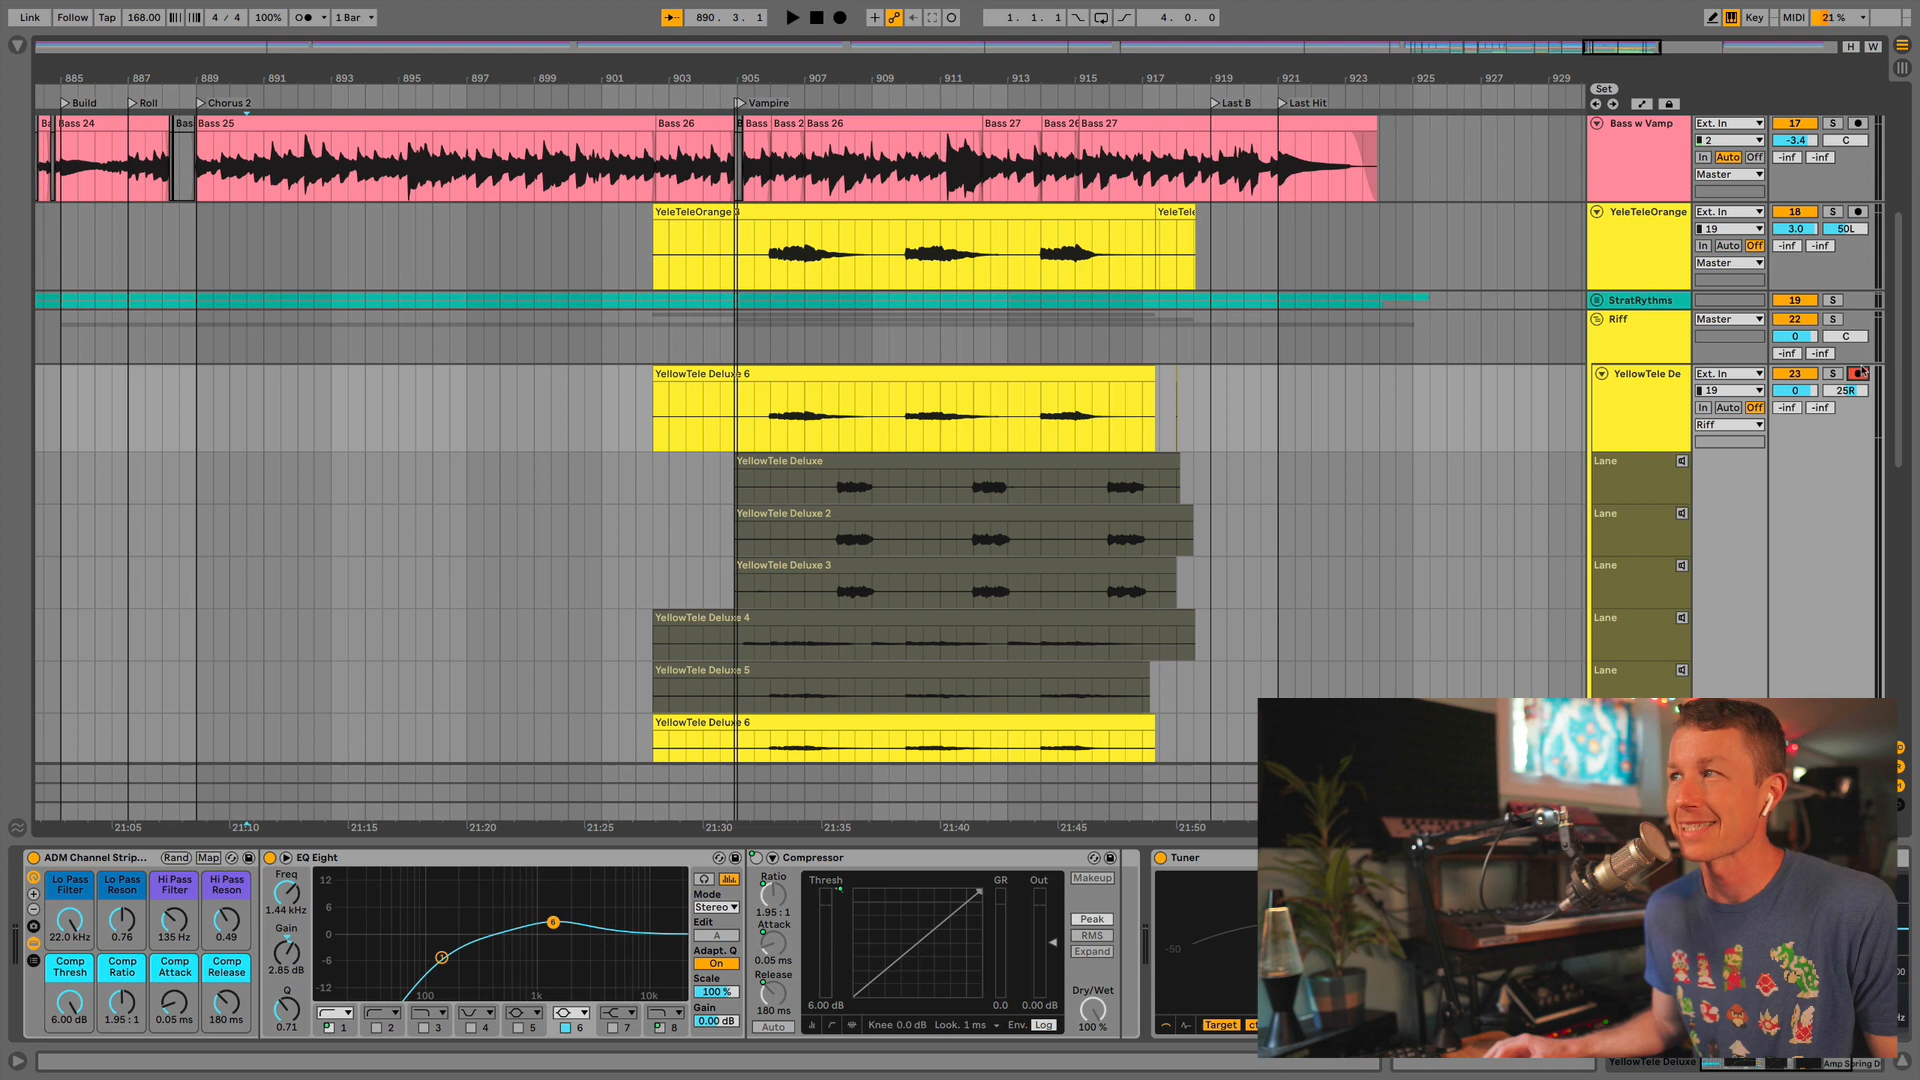 Link Follow Tap 168.00 4 / 4 100% 1 Bar 890. 3. 1 1. 1. 1 4. 0. 0 Key MIDI 21 %
H W
885 887 889 891 893 895 897 899 901 903 905 907 909 911 913 915 917 919 921 923 925 927 929
Set
Build Roll Chorus 2 Vampire Last B Last Hit
Ba Bass 24 Bas Bass 25 Bass 26 Bass Bass 2 Bass 26 Bass 27 Bass 26 Bass 27
Bass w Vamp Ext. In 17 S
2 -3.4 C
In Auto Off -inf -inf
Master
YeleTeleOrange 3 YeleTele
YeleTeleOrange Ext. In 18 S
19 3.0 50L
In Auto Off -inf -inf
Master
StratRythms 19 S
Riff Master 22 S
0 C
-inf -inf
YellowTele Deluxe 6
YellowTele De Ext. In 23 S
19 0 25R
In Auto Off -inf -inf
Riff
YellowTele Deluxe Lane
YellowTele Deluxe 2 Lane
YellowTele Deluxe 3 Lane
YellowTele Deluxe 4 Lane
YellowTele Deluxe 5 Lane
YellowTele Deluxe 6
21:05 21:10 21:15 21:20 21:25 21:30 21:35 21:40 21:45 21:50
ADM Channel Strip... Rand Map
Lo Pass Filter Lo Pass Reson Hi Pass Filter Hi Pass Reson
22.0 kHz 0.76 135 Hz 0.49
Comp Thresh Comp Ratio Comp Attack Comp Release
6.00 dB 1.95 : 1 0.05 ms 180 ms
EQ Eight
Freq
1.44 kHz
Gain
2.85 dB
Q
0.71
12
6
0
-6
-12
100 1k 10k
1 6
1 2 3 4 5 6 7 8
Mode
Stereo
Edit
A
Adapt. Q
On
Scale
100 %
Gain
0.00 dB
Compressor
Ratio
1.95 : 1
Attack
0.05 ms
Release
180 ms
Auto
Thresh GR Out
6.00 dB 0.0 0.00 dB
Knee 0.0 dB Look. 1 ms Env. Log
Makeup
Peak
RMS
Expand
Dry/Wet
100 %
Tuner
-50
Target
YellowTele Deluxe
Amp Spring D